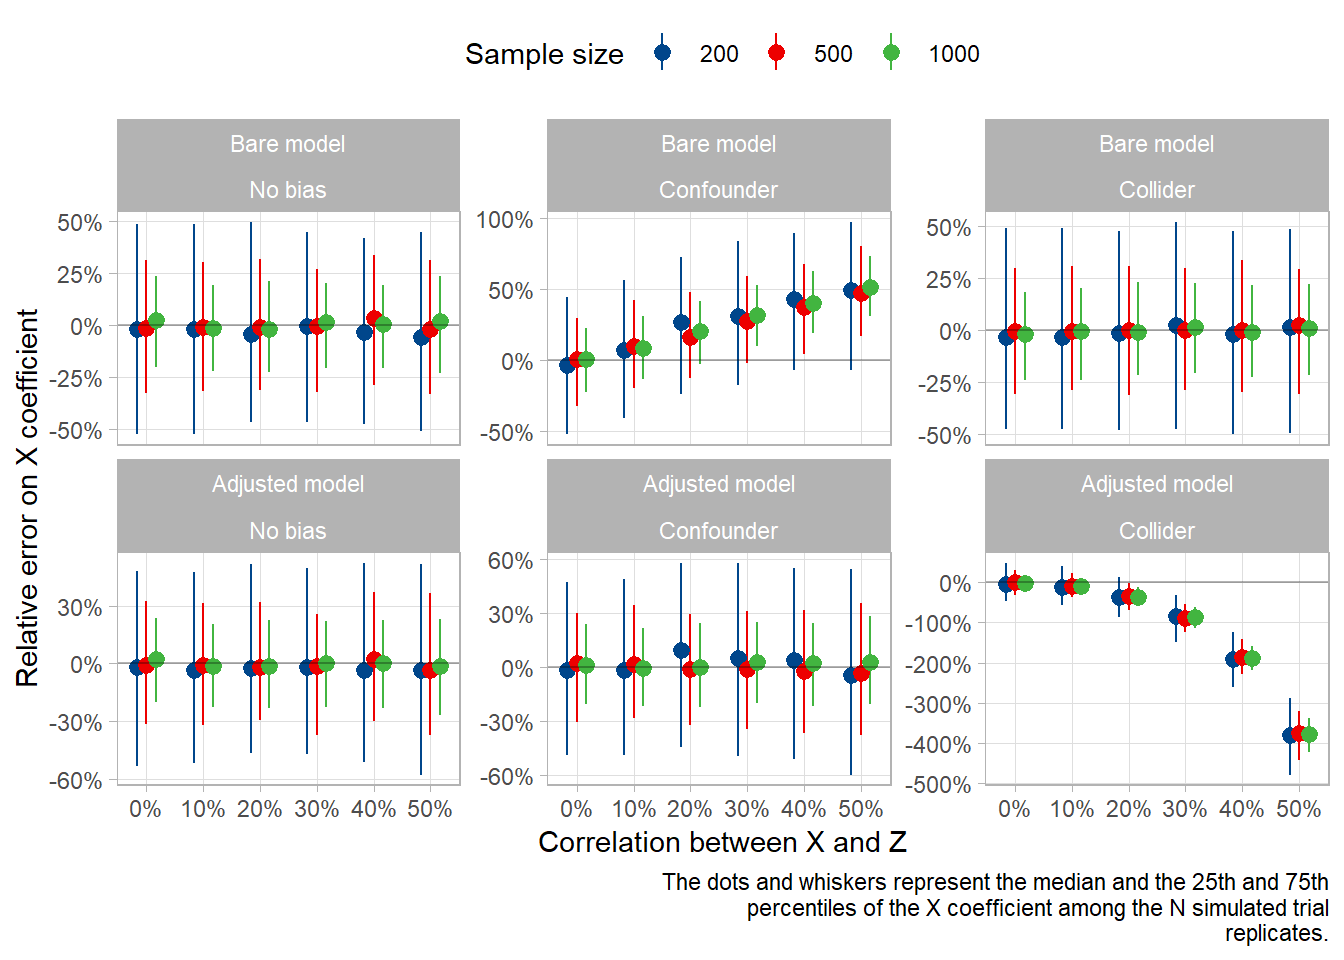 Sample size 200 500 1000
Bare model Bare model Bare model
No bias Confounder Collider
50%
25%
0%
-25%
-50%
100%
50%
0%
-50%
50%
25%
0%
-25%
-50%
Relative error on X coefficient
Adjusted model Adjusted model Adjusted model
No bias Confounder Collider
30%
0%
-30%
-60%
60%
30%
0%
-30%
-60%
0%
-100%
-200%
-300%
-400%
-500%
0% 10% 20% 30% 40% 50% 0% 10% 20% 30% 40% 50% 0% 10% 20% 30% 40% 50%
Correlation between X and Z
The dots and whiskers represent the median and the 25th and 75th
percentiles of the X coefficient among the N simulated trial
replicates.